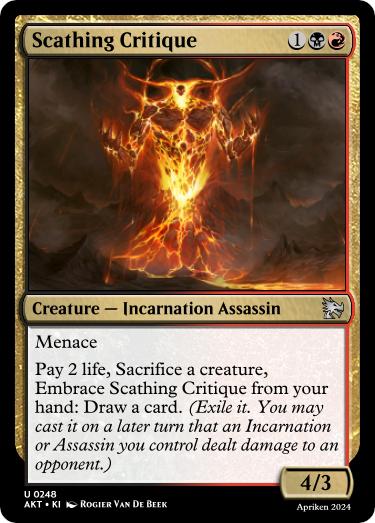 Scathing Critique 1
Creature — Incarnation Assassin
Menace
Pay 2 life, Sacrifice a creature,
Embrace Scathing Critique from your
hand: Draw a card. (Exile it. You may
cast it on a later turn that an Incarnation
or Assassin you control dealt damage to an
opponent.)
4/3
U 0248
AKT • KI Rogier Van De Beek
Apriken 2024